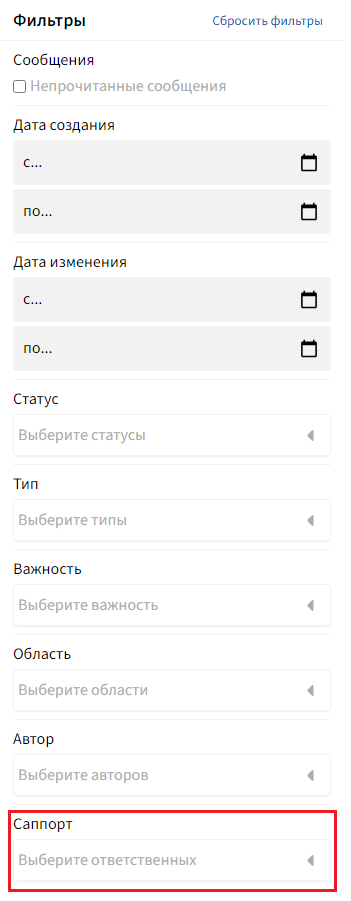 Фильтры Сбросить фильтры
Сообщения
Непрочитанные сообщения
Дата создания
с...
по...
Дата изменения
с...
по...
Статус
Выберите статусы
Тип
Выберите типы
Важность
Выберите важность
Область
Выберите области
Автор
Выберите авторов
Саппорт
Выберите ответственных